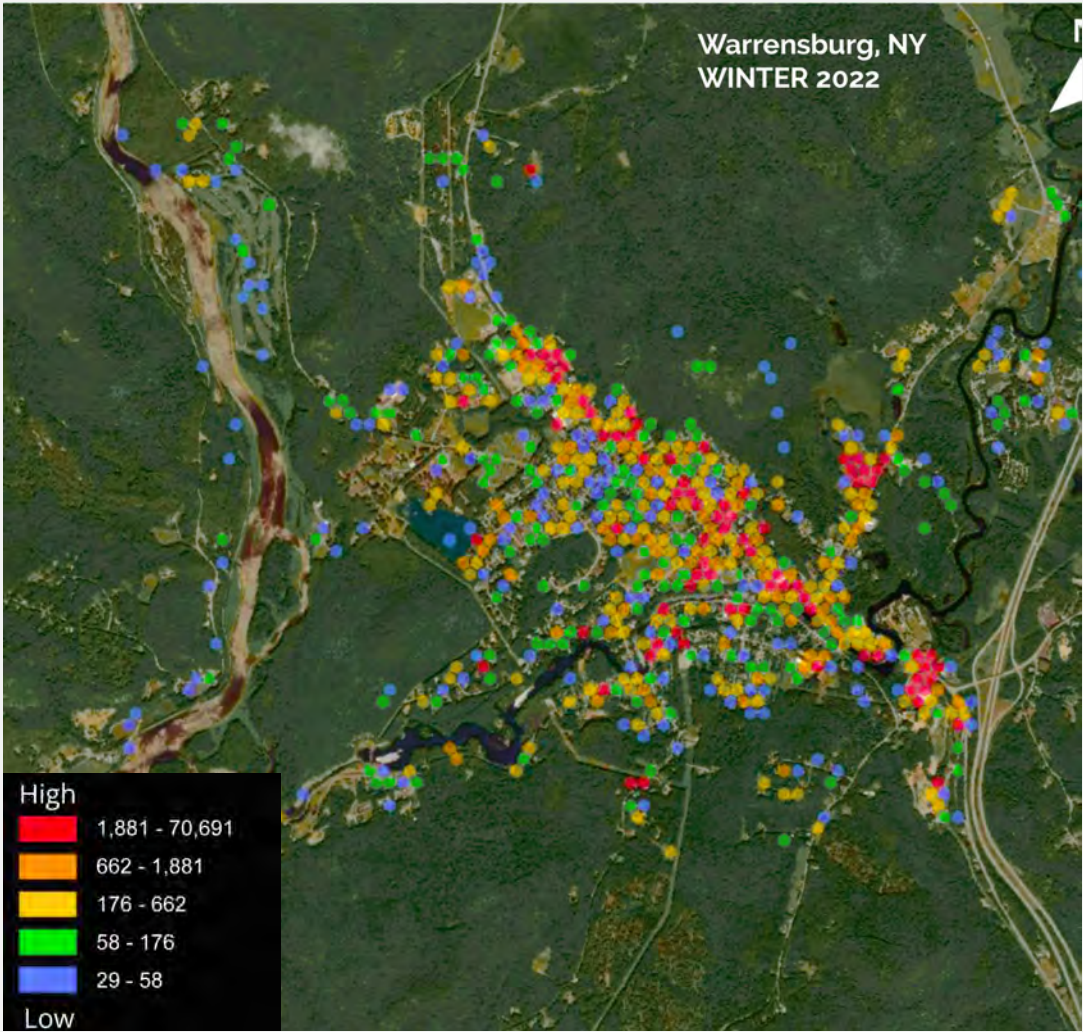 Warrensburg, NY
WINTER 2022
N
High
1,881 - 70,691
662 - 1,881
176 - 662
58 - 176
29 - 58
Low